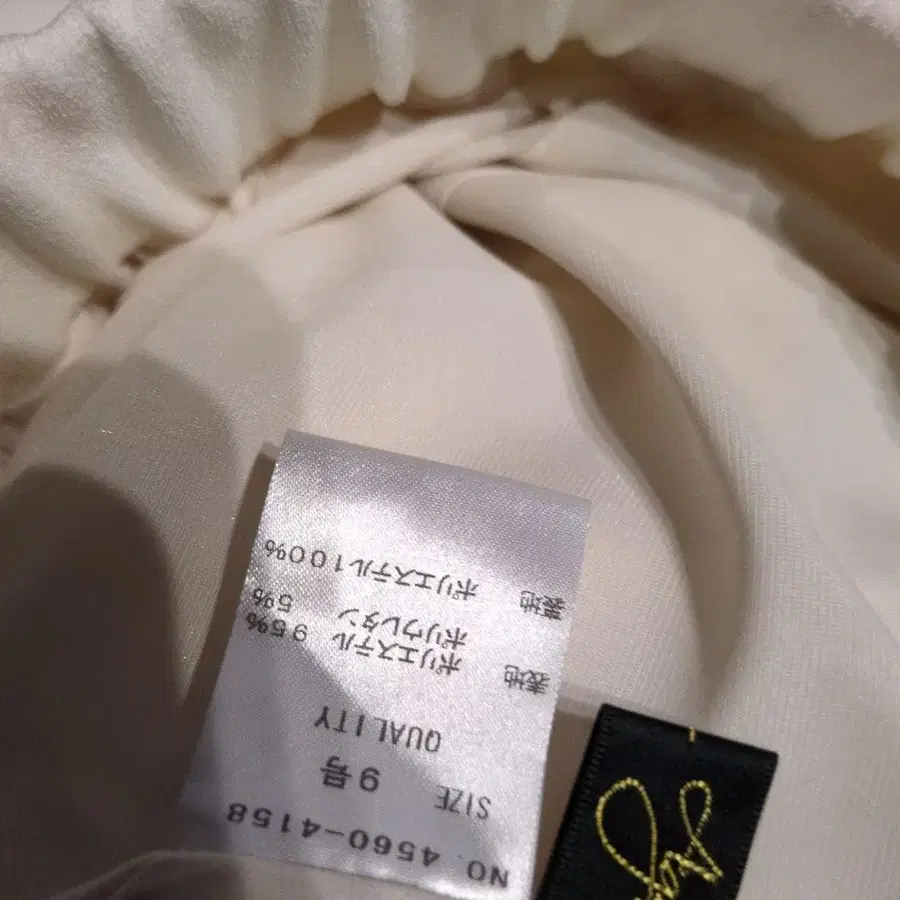 NO. 4560-4158
SIZE 9号
QUALITY
表地 ポリエステル 95%
ポリウレタン 5%
表地 ポリエステル100%